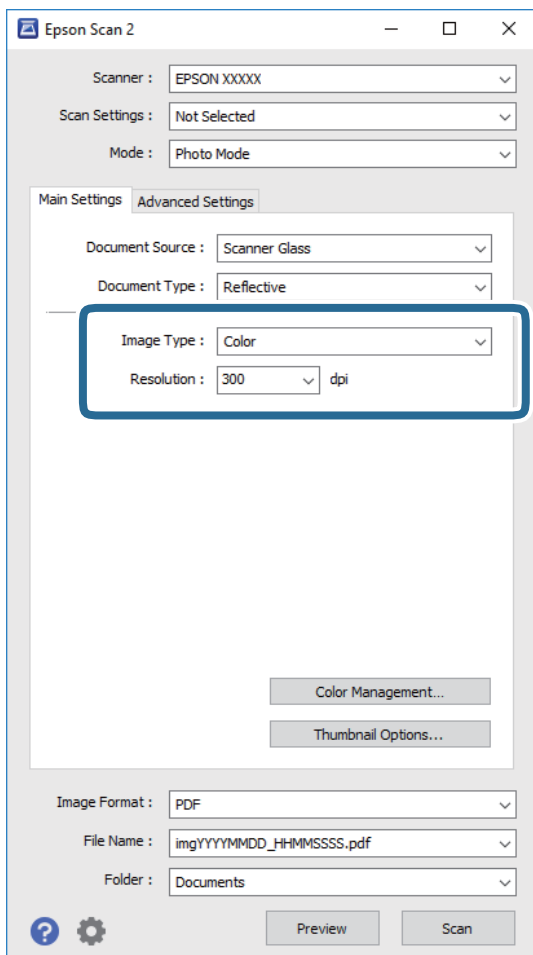 Epson Scan 2
Scanner : EPSON XXXXX
Scan Settings : Not Selected
Mode : Photo Mode
Main Settings Advanced Settings
Document Source : Scanner Glass
Document Type : Reflective
Image Type : Color
Resolution : 300 dpi
Color Management...
Thumbnail Options...
Image Format : PDF
File Name : imgYYYYMMDD_HHMMSSSS.pdf
Folder : Documents
? Preview Scan